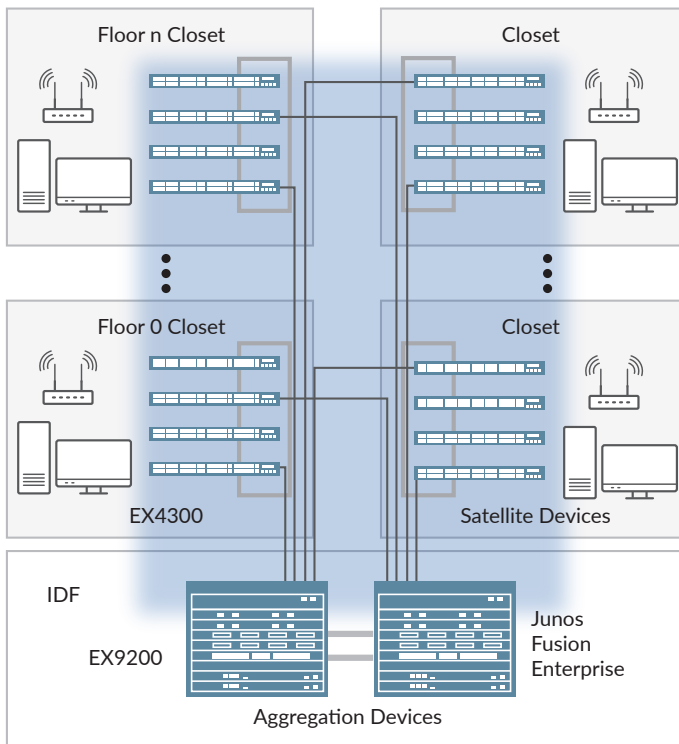 Floor n Closet
Closet
Floor 0 Closet
Closet
EX4300
Satellite Devices
IDF
EX9200
Junos
Fusion
Enterprise
Aggregation Devices